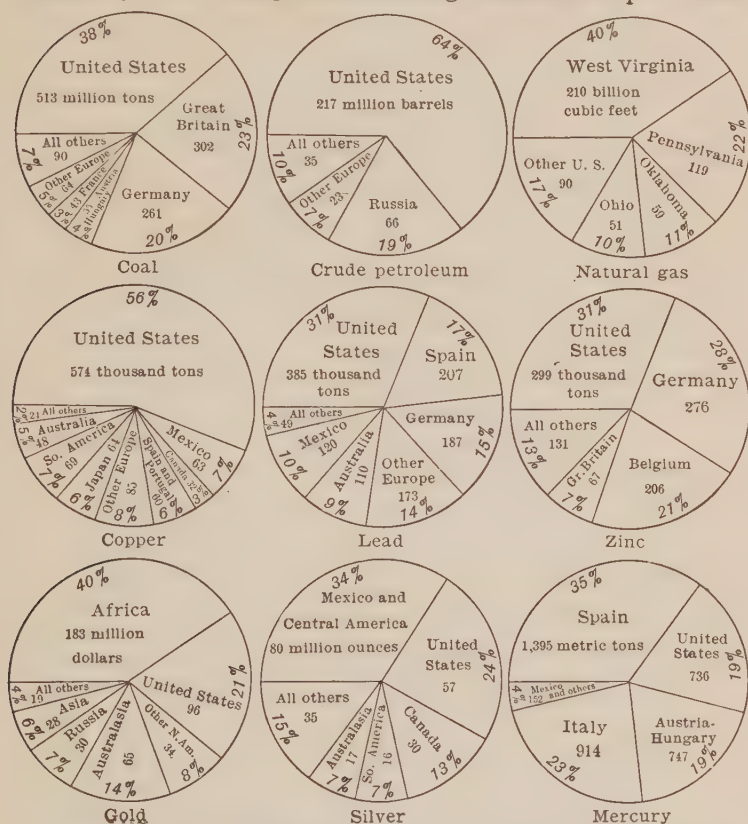 38%
United States
513 million tons
Great
Britain
302
23%
Germany
261
20%
Austria
Hungary
55
4%
France
43
3%
Other Europe
64
5%
All others
90
7%
Coal
64%
United States
217 million barrels
Russia
66
19%
Other Europe
23
7%
All others
35
10%
Crude petroleum
40%
West Virginia
210 billion
cubic feet
Pennsylvania
119
22%
Oklahoma
59
11%
Ohio
51
10%
Other U. S.
90
17%
Natural gas
56%
United States
574 thousand tons
Mexico
63
7%
Canada 32
3%
Spain and
Portugal
60
6%
Other Europe
85
8%
Japan 64
6%
So. America
69
7%
Australia
48
5%
All others
21
2%
Copper
31%
United
States
385 thousand
tons
17%
Spain
207
Germany
187
15%
Other
Europe
173
14%
Australia
110
9%
Mexico
120
10%
All others
49
4%
Lead
31%
United
States
299 thousand
tons
28%
Germany
276
Belgium
206
21%
Gr. Britain
67
7%
All others
131
13%
Zinc
40%
Africa
183 million
dollars
United States
96
21%
Other N. Am.
34
8%
Australasia
65
14%
Russia
30
7%
Asia
28
6%
All others
19
4%
Gold
34%
Mexico and
Central America
80 million ounces
United
States
57
24%
Canada
30
13%
So. America
16
7%
Australasia
17
7%
All others
35
15%
Silver
35%
Spain
1,395 metric tons
United
States
736
19%
Austria-
Hungary
747
19%
Italy
914
23%
Mexico
and others
152
4%
Mercury